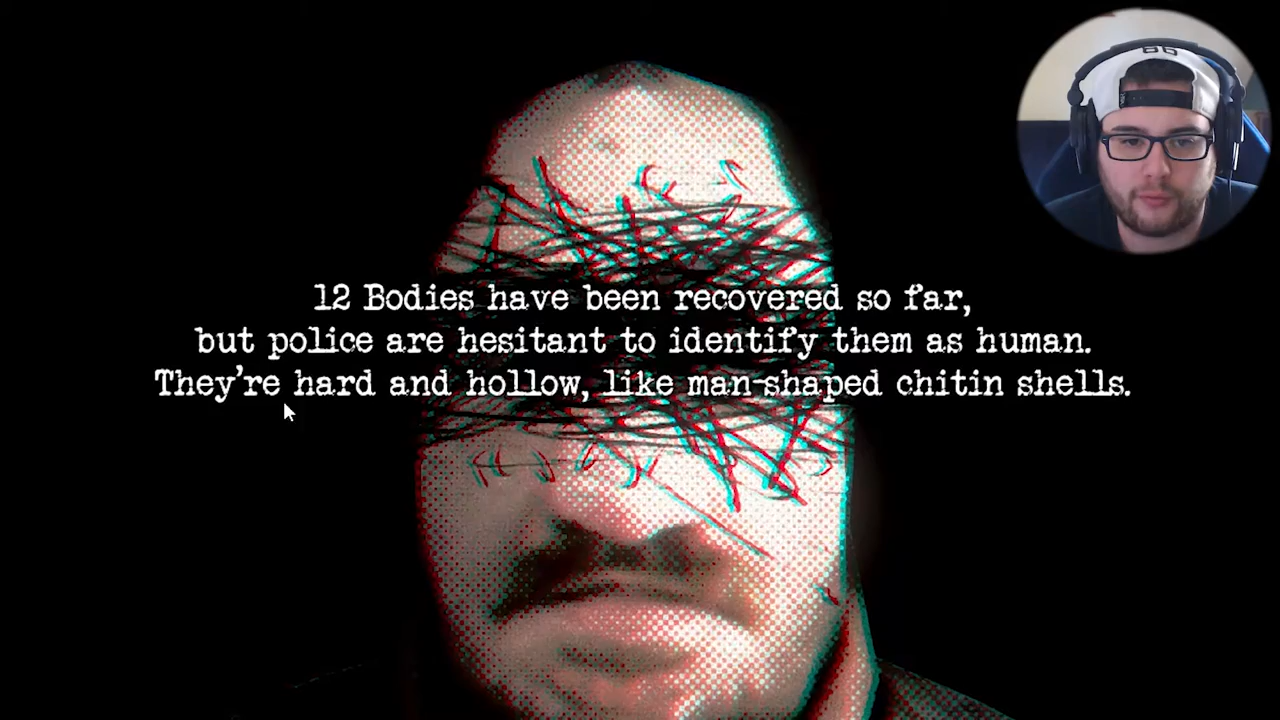 12 Bodies have been recovered so far,
but police are hesitant to identify them as human.
They're hard and hollow, like man-shaped chitin shells.